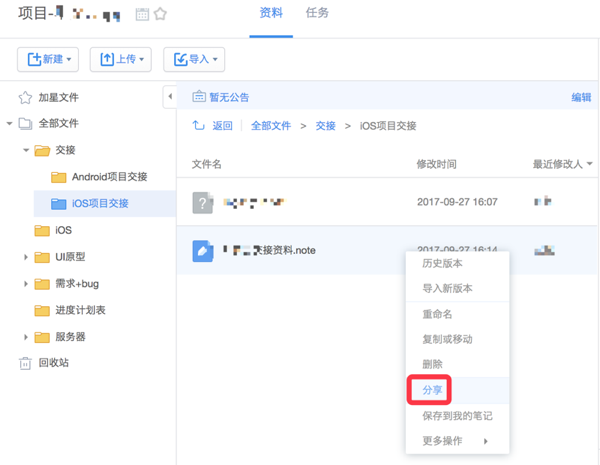 项目-
资料 任务
新建 上传 导入
加星文件
全部文件
交接
Android项目交接
iOS项目交接
iOS
UI原型
需求+bug
进度计划表
服务器
回收站
暂无公告 编辑
返回 全部文件 > 交接 > iOS项目交接
文件名 修改时间 最近修改人
2017-09-27 16:07
交接资料.note 2017-09-27 16:14
历史版本
导入新版本
重命名
复制或移动
删除
分享
保存到我的笔记
更多操作